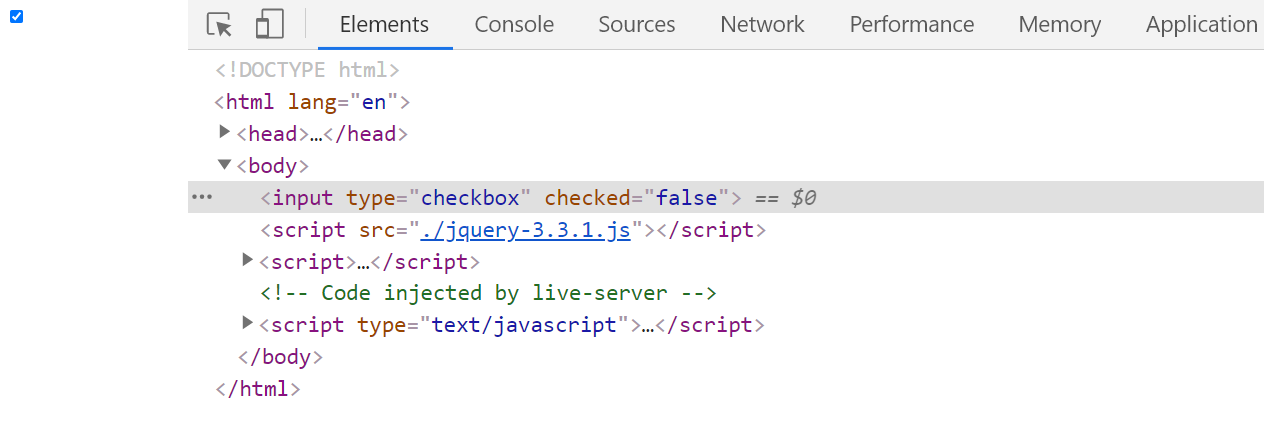 Elements Console Sources Network Performance Memory Application
<!DOCTYPE html>
<html lang="en">
<head>…</head>
<body>
<input type="checkbox" checked="false"> == $0
<script src="./jquery-3.3.1.js"></script>
<script>…</script>
<!-- Code injected by live-server -->
<script type="text/javascript">…</script>
</body>
</html>